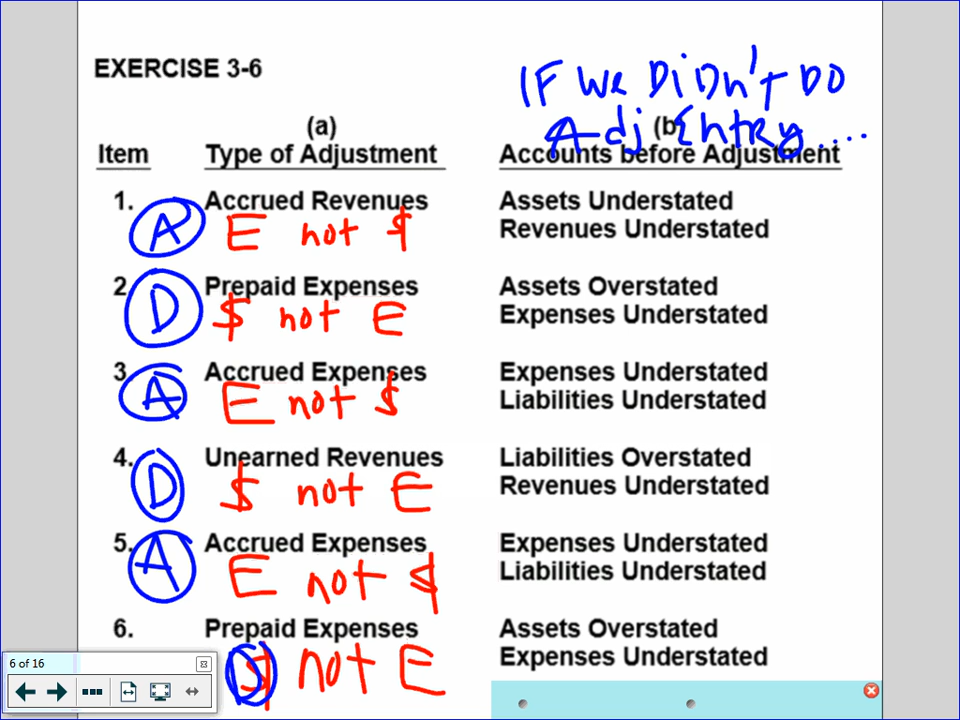 EXERCISE 3-6
IF We DiDn't DO
Adj Entry ....
(a) (b)
Item Type of Adjustment Accounts before Adjustment
1. Accrued Revenues Assets Understated
Revenues Understated
A E not $
2 Prepaid Expenses Assets Overstated
Expenses Understated
D $ not E
3 Accrued Expenses Expenses Understated
Liabilities Understated
A E not $
4. Unearned Revenues Liabilities Overstated
Revenues Understated
D $ not E
5. Accrued Expenses Expenses Understated
Liabilities Understated
A E not $
6. Prepaid Expenses Assets Overstated
Expenses Understated
D $ not E
6 of 16